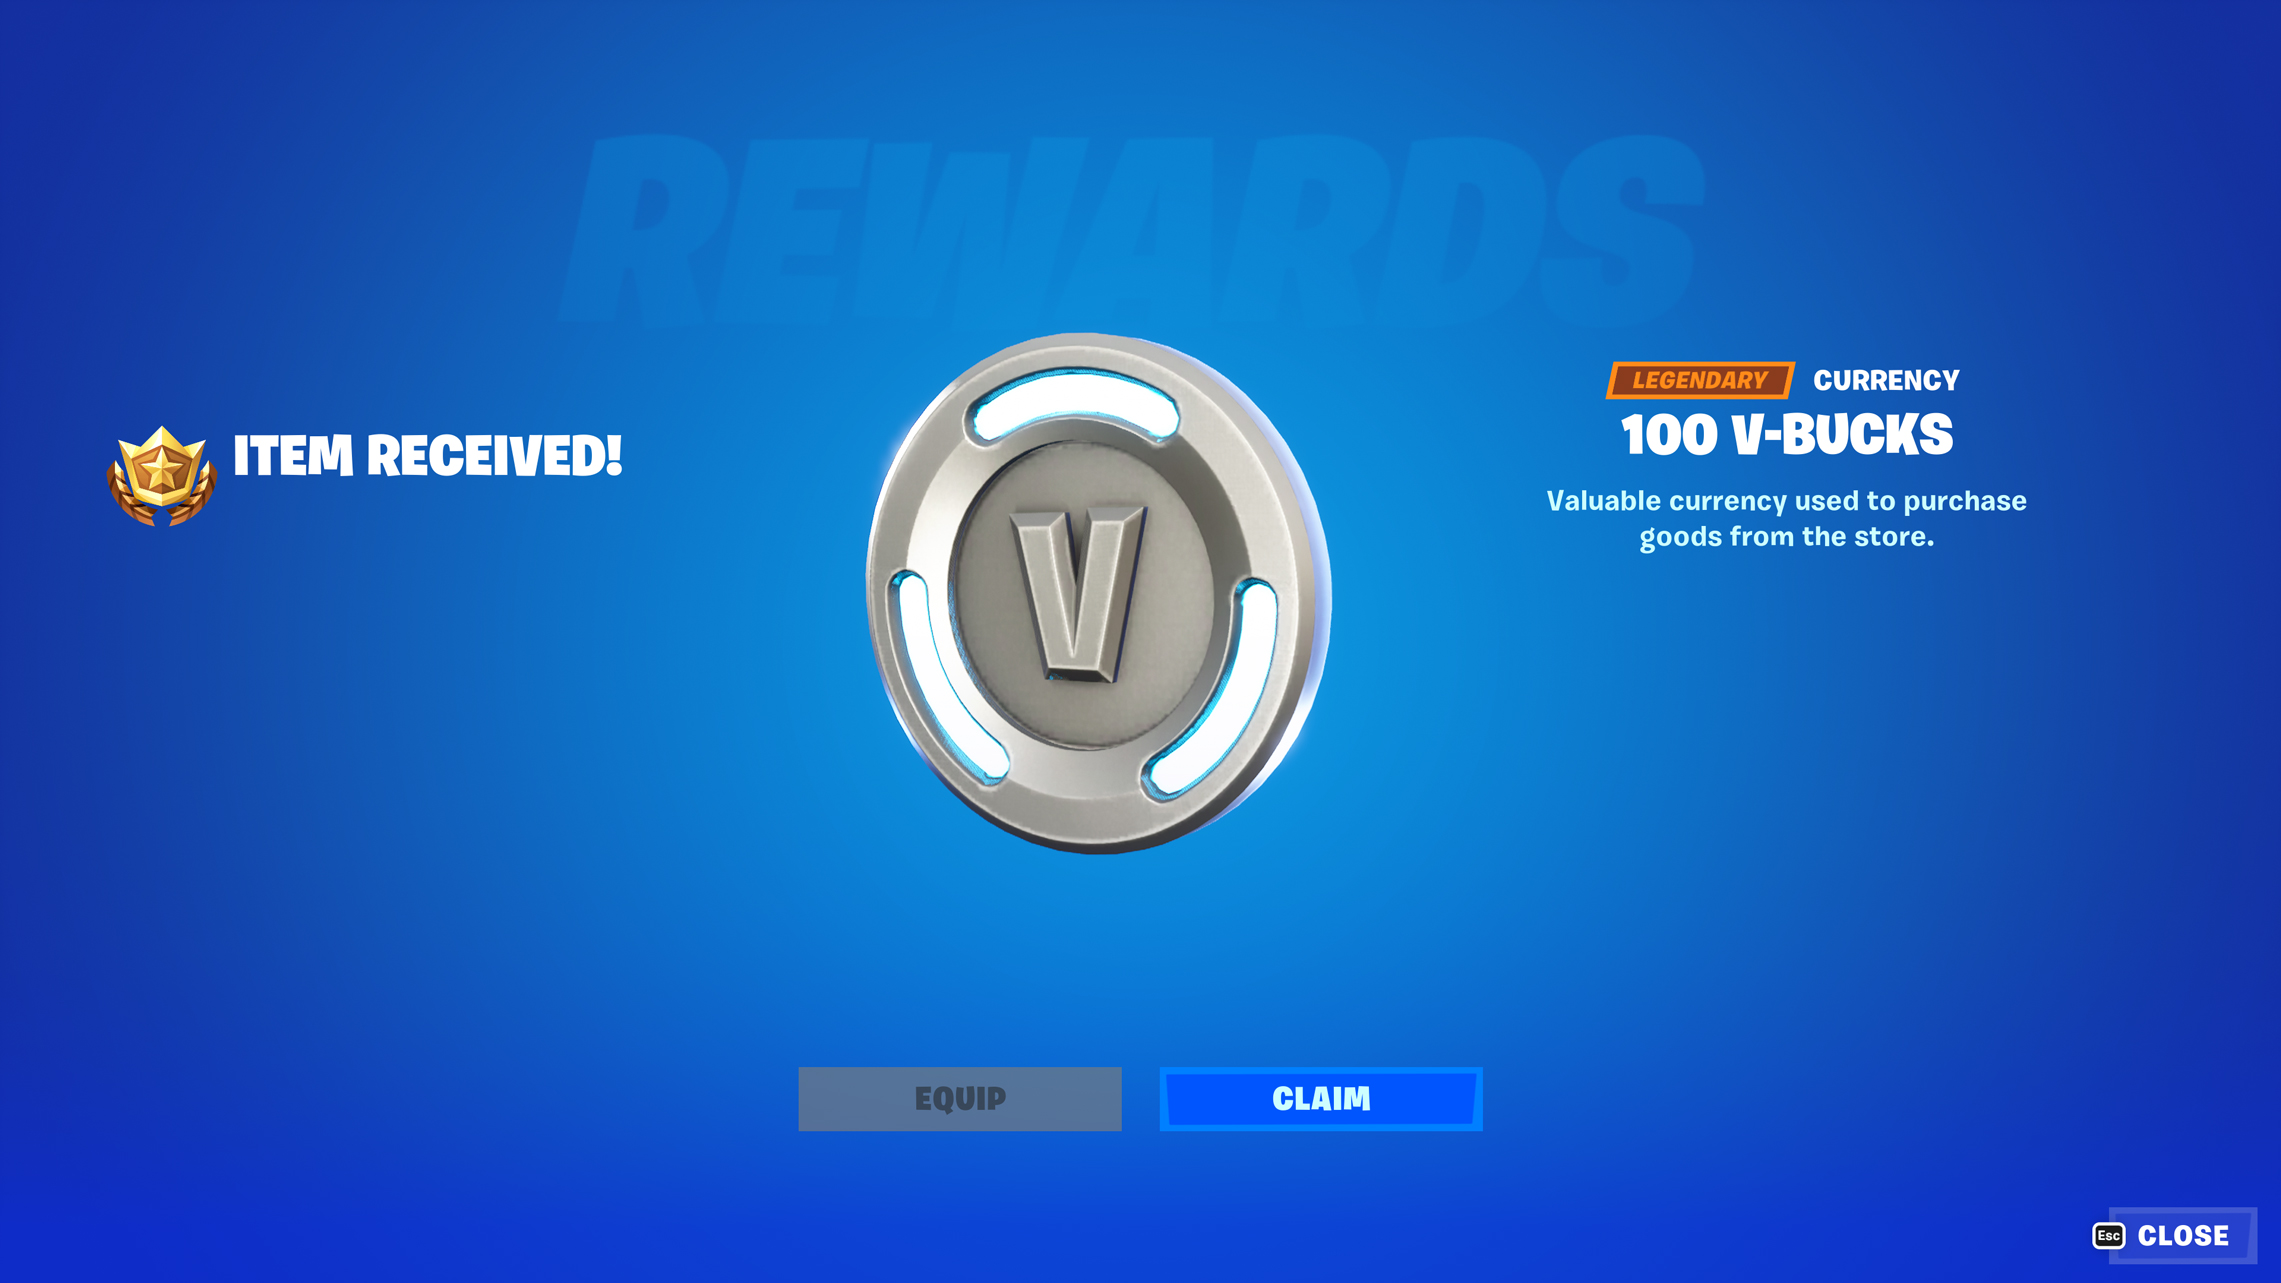 REWARDS
ITEM RECEIVED!
LEGENDARY CURRENCY
100 V-BUCKS
Valuable currency used to purchase
goods from the store.
V
EQUIP
CLAIM
Esc CLOSE